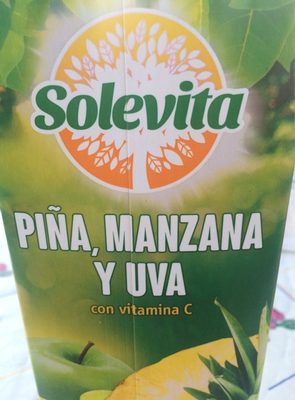 Solevita
PIÑA, MANZANA
Y UVA
con vitamina C